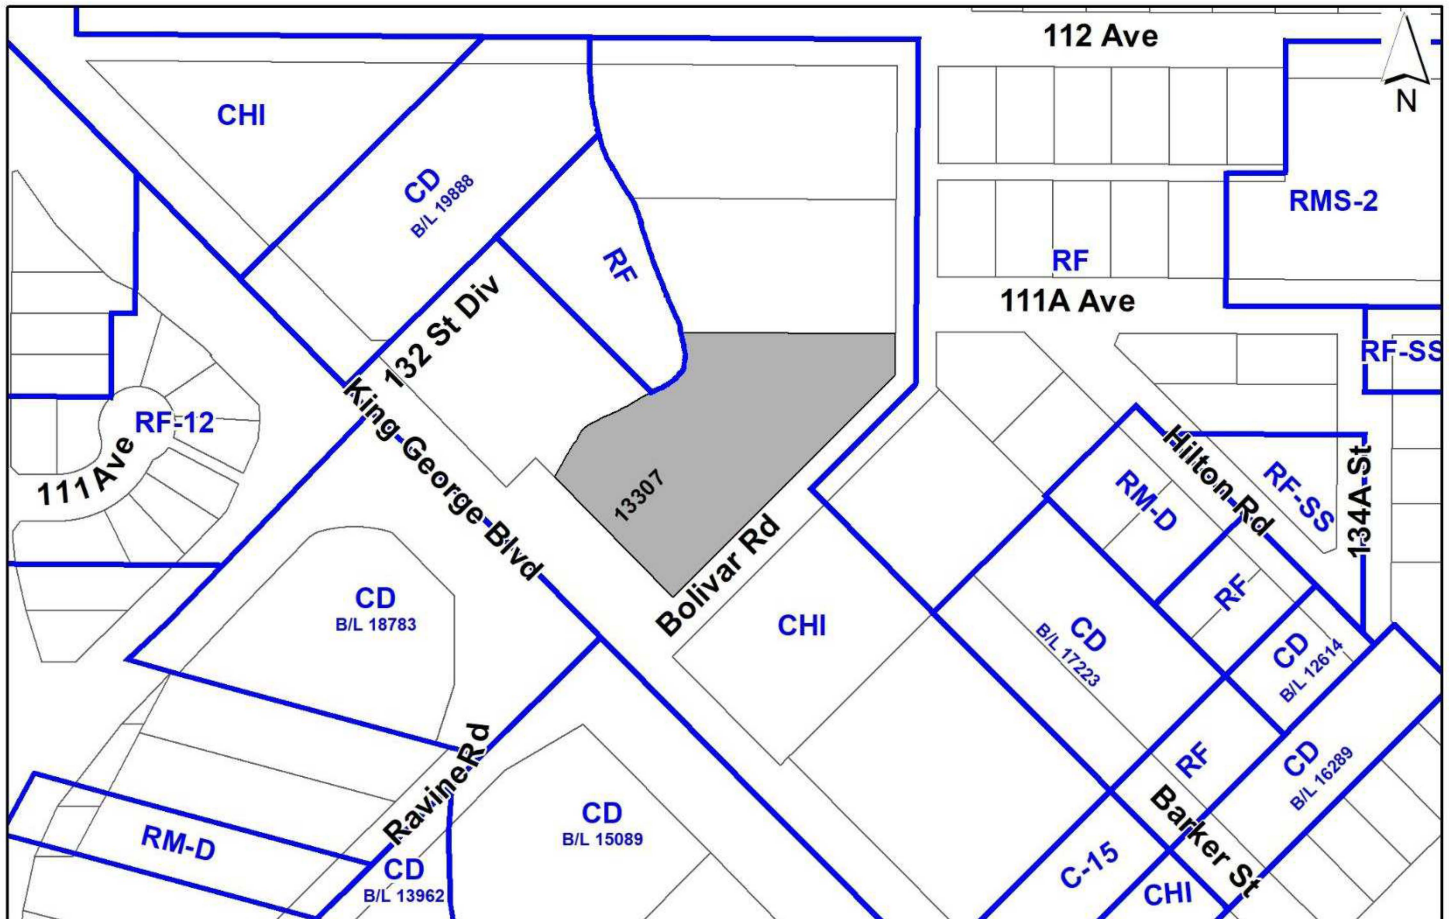 112 Ave
N
CHI
CD
B/L 19888
RMS-2
RF
RF
111A Ave
132 St Div
RF-SS
King George Blvd
RF-12
111 Ave
Hilton Rd
RF-SS
134A St
RM-D
13307
Bolivar Rd
RF
CD
B/L 18783
CHI
CD
B/L 17223
CD
B/L 12614
Ravine Rd
RF
CD
B/L 16289
Barker St
CD
B/L 15089
RM-D
CD
B/L 13962
C-15
CHI